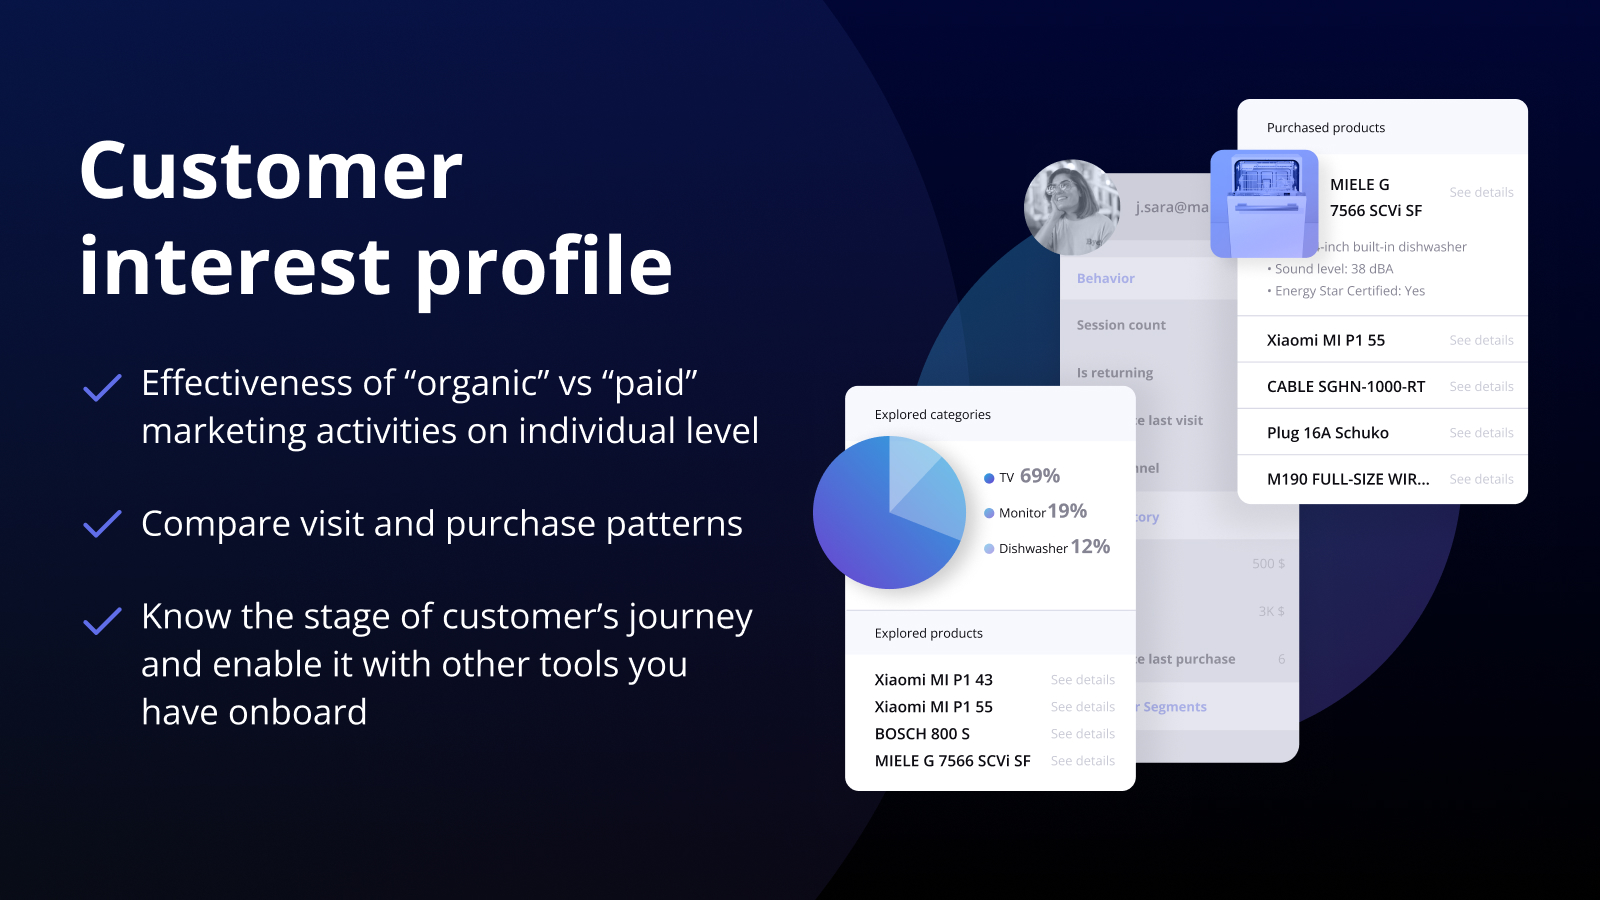 Customer
interest profile
Effectiveness of “organic” vs “paid”
marketing activities on individual level
Compare visit and purchase patterns
Know the stage of customer’s journey
and enable it with other tools you
have onboard
j.sara@ma
Behavior
Session count
Is returning
te last visit
nnel
tory
500 $
3K $
te last purchase 6
r Segments
Purchased products
MIELE G
7566 SCVi SF
See details
-inch built-in dishwasher
• Sound level: 38 dBA
• Energy Star Certified: Yes
Xiaomi MI P1 55 See details
CABLE SGHN-1000-RT See details
Plug 16A Schuko See details
M190 FULL-SIZE WIR... See details
Explored categories
TV 69%
Monitor 19%
Dishwasher 12%
Explored products
Xiaomi MI P1 43 See details
Xiaomi MI P1 55 See details
BOSCH 800 S See details
MIELE G 7566 SCVi SF See details